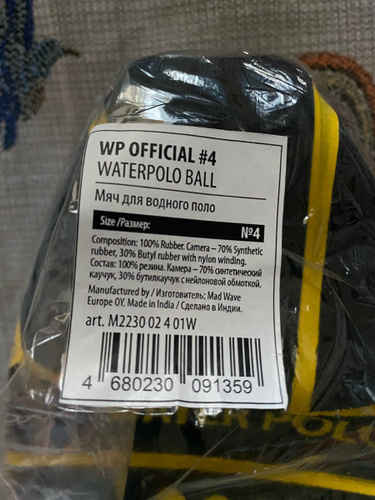 WP OFFICIAL #4
WATERPOLO BALL
Мяч для водного поло
Size /Размер: №4
Composition: 100% Rubber. Camera – 70% Synthetic
rubber, 30% Butyl rubber with nylon winding.
Состав: 100% резина. Камера – 70% синтетический
каучук, 30% бутилкаучук с нейлоновой обмоткой.
Manufactured by / Изготовитель: Mad Wave
Europe OY. Made in India / Сделано в Индии.
art. M2230 02 4 01W
4 680230 091359
WATER POLO